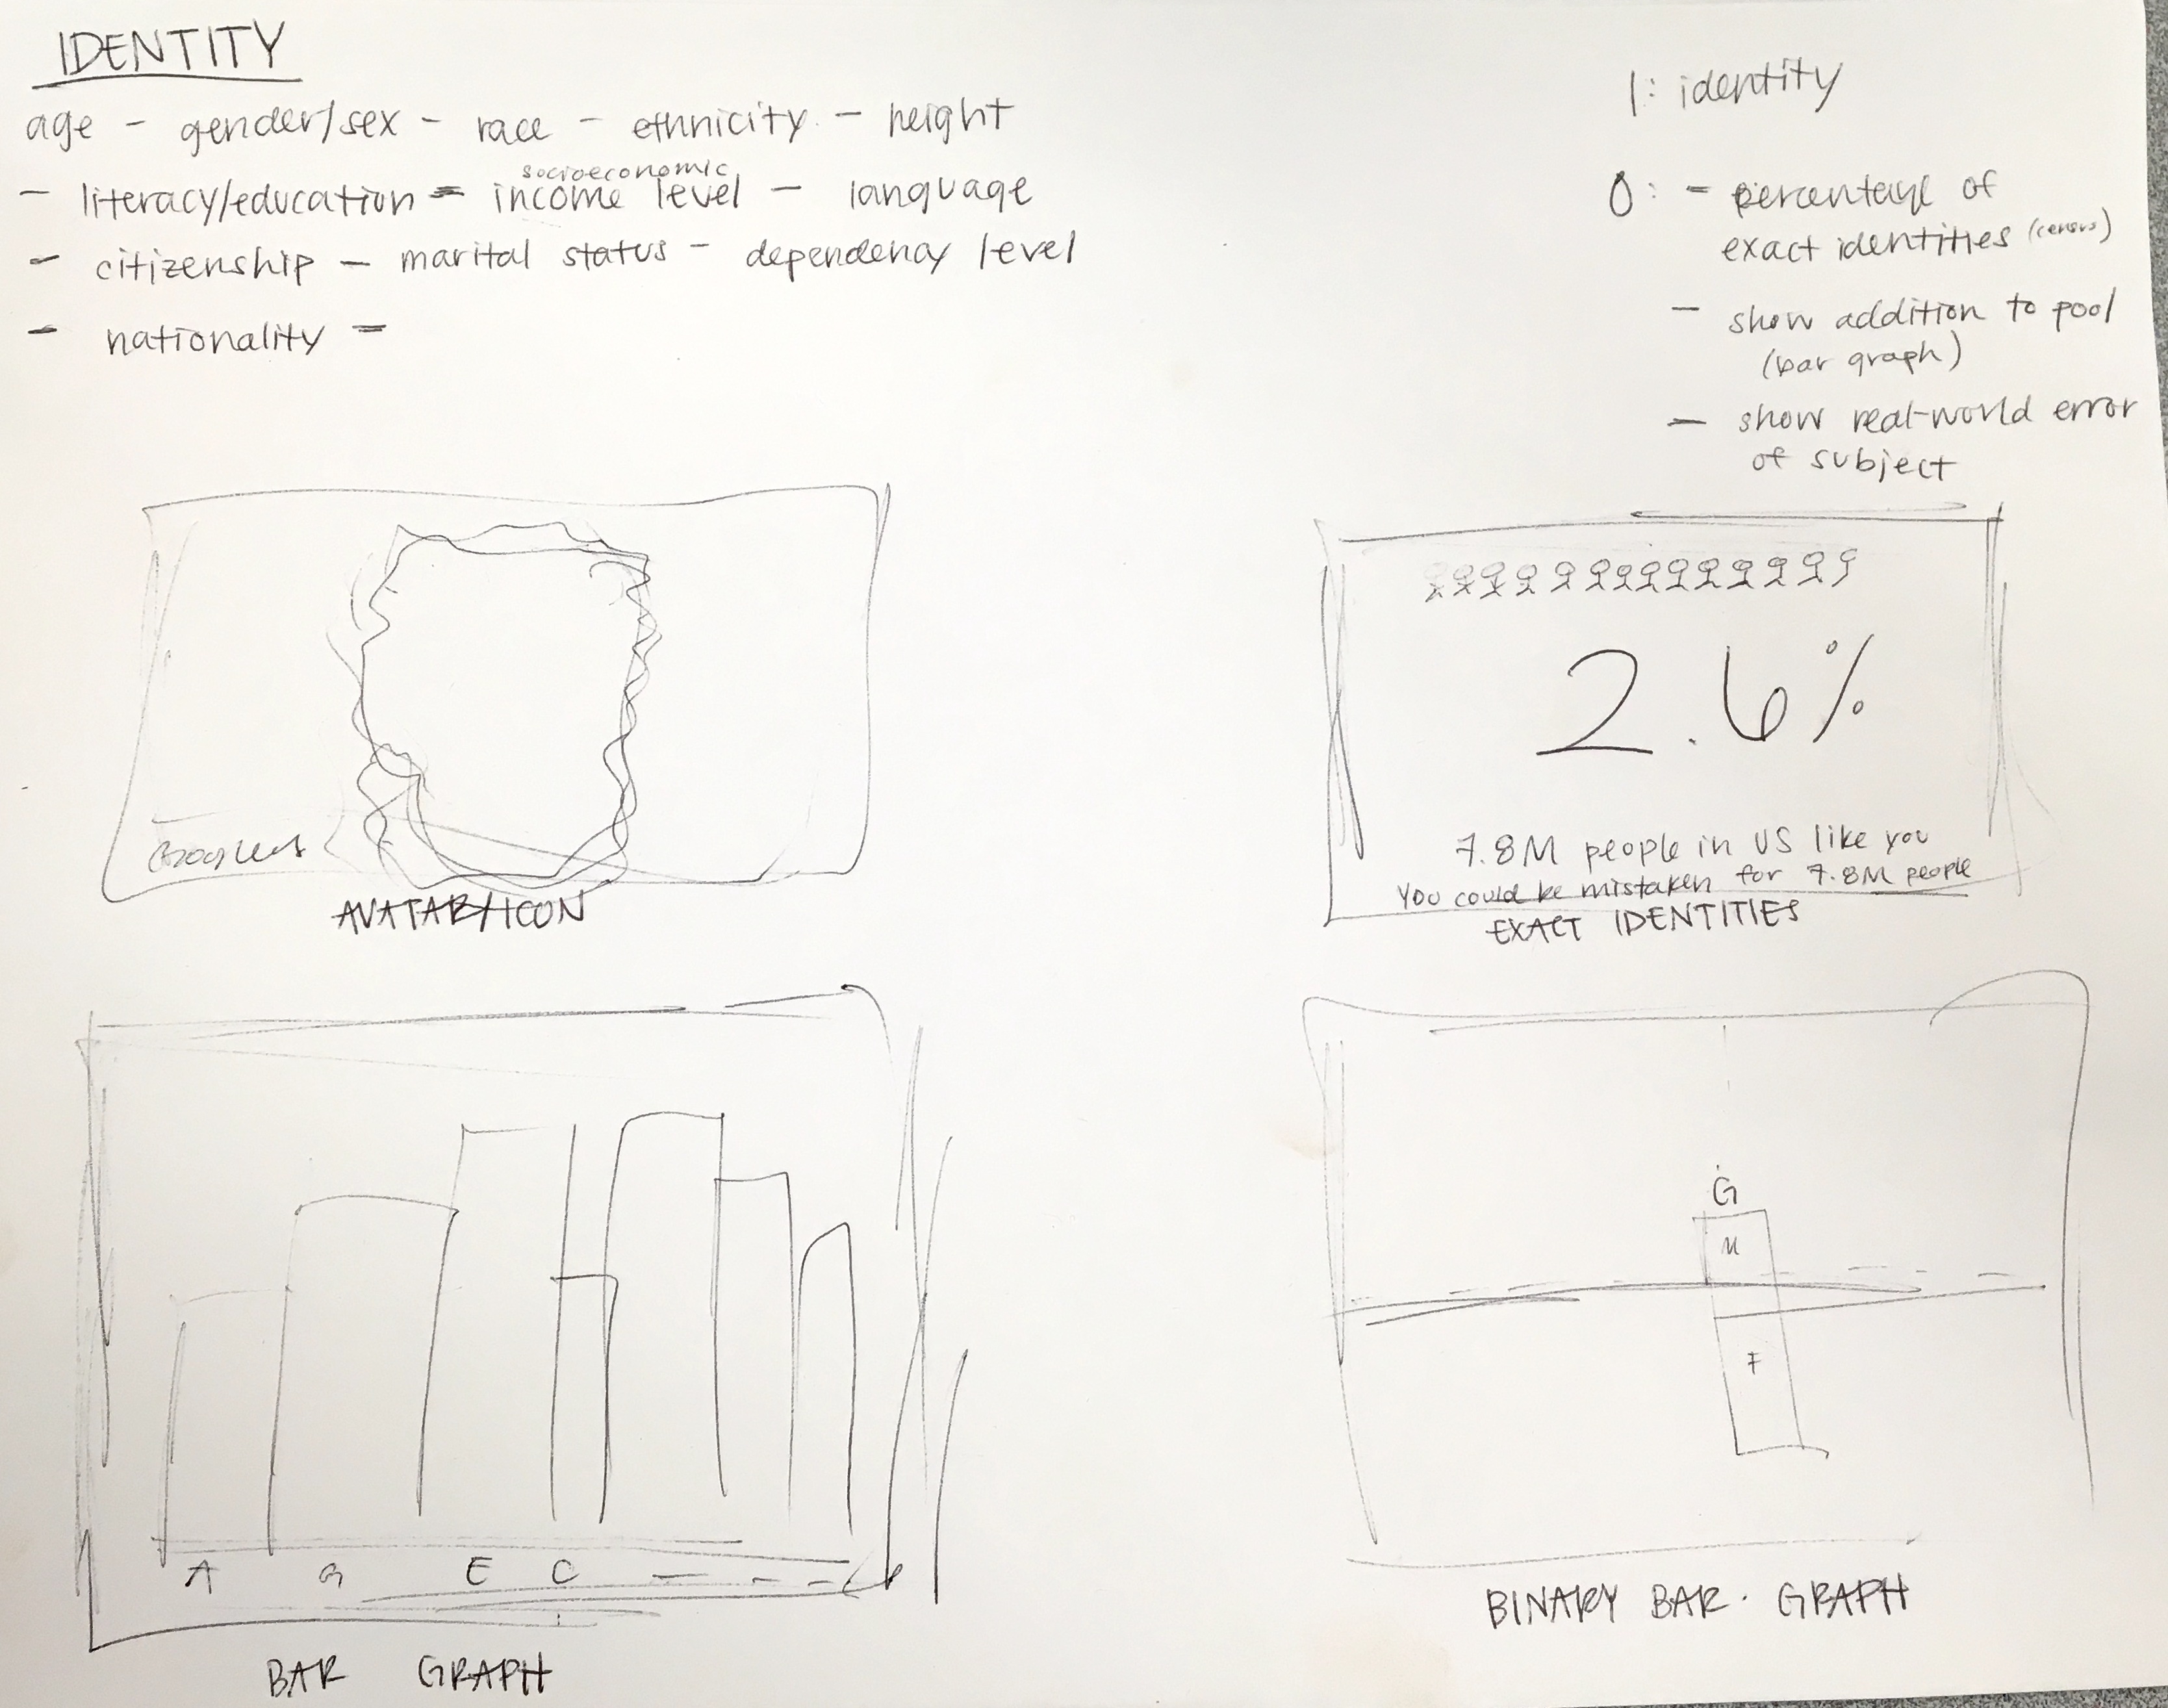 IDENTITY
age - gender/sex - race - ethnicity - height
socioeconomic
- literacy/education - income level - language
- citizenship - marital status - dependency level
- nationality -
1: identity
0: - percentage of
exact identities (census)
- show addition to pool
(bar graph)
- show real-world error
of subject
AVATAR/ICON
2.6%
7.8M people in US like you
You could be mistaken for 7.8M people
EXACT IDENTITIES
A G E C - - -
BAR GRAPH
G
M
F
BINARY BAR. GRAPH